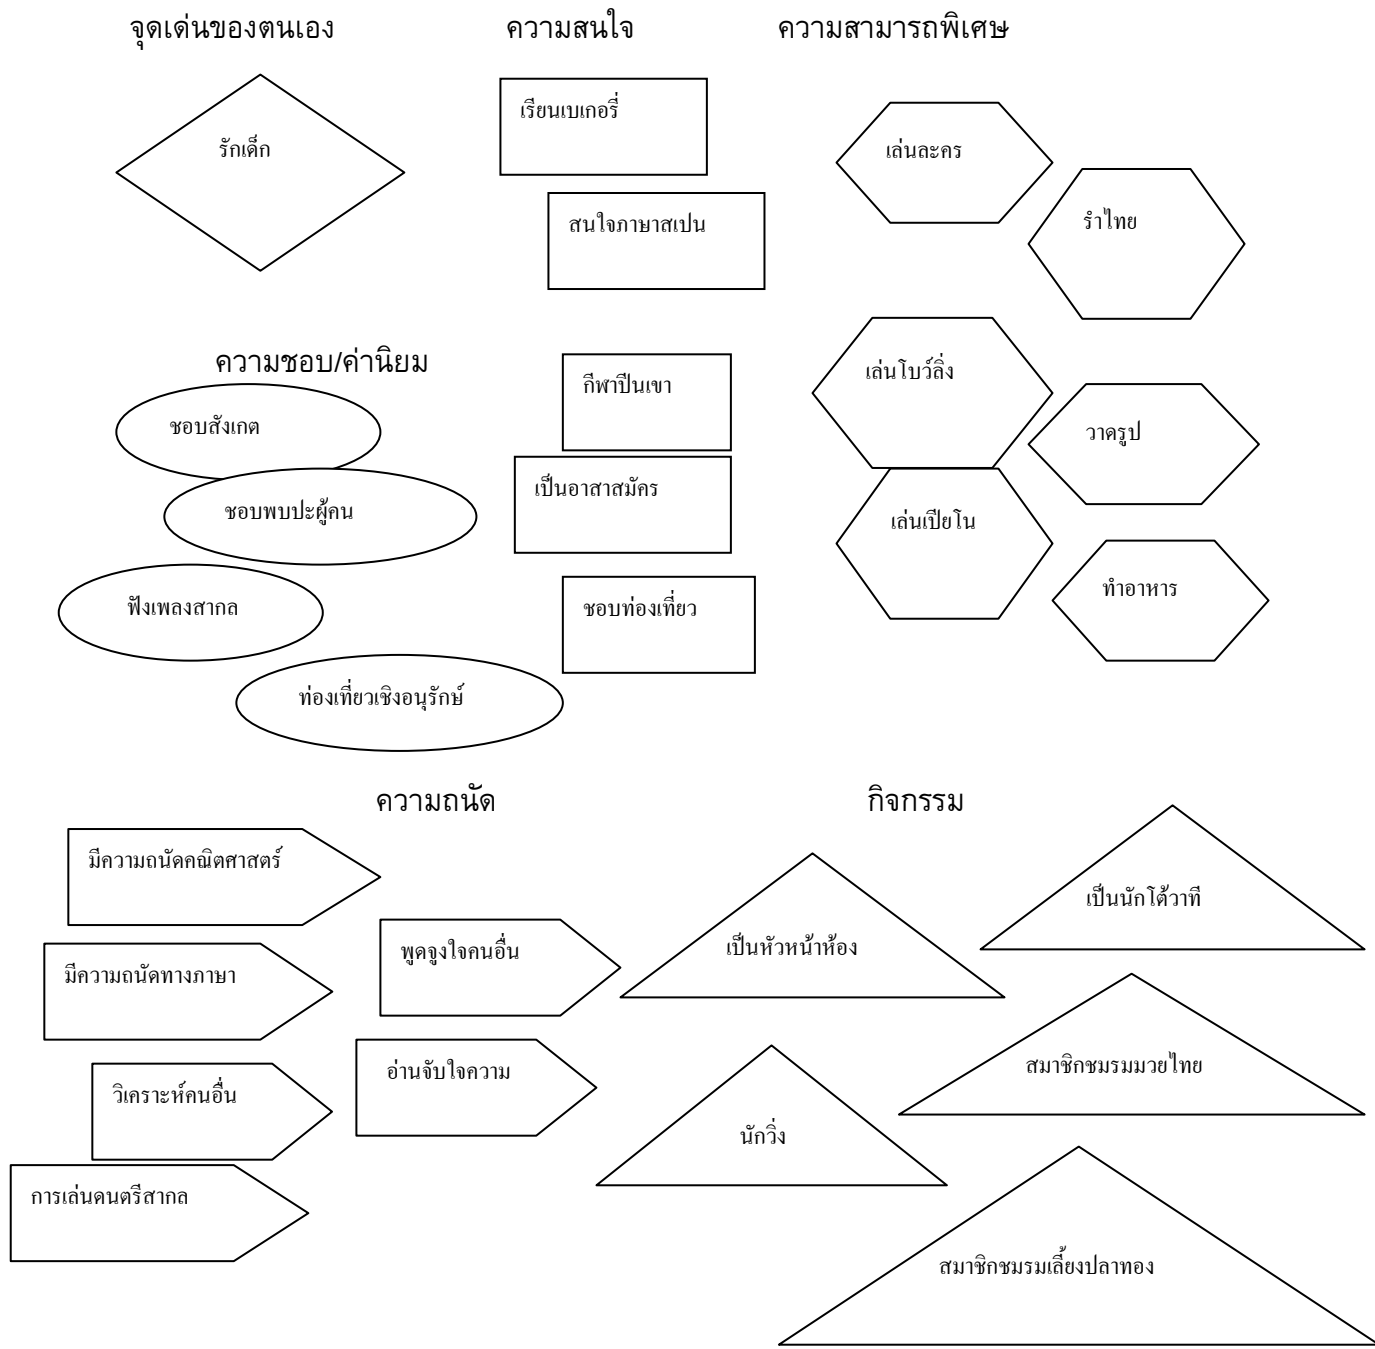 จุดเด่นของตนเอง
ความสนใจ
ความสามารถพิเศษ
รักเด็ก
เรียนเบเกอรี่
สนใจภาษาสเปน
เล่นละคร
รำไทย
ความชอบ/ค่านิยม
ชอบสังเกต
ชอบพบปะผู้คน
ฟังเพลงสากล
ท่องเที่ยวเชิงอนุรักษ์
กีฬาปีนเขา
เป็นอาสาสมัคร
ชอบท่องเที่ยว
เล่นโบว์ลิ่ง
วาดรูป
เล่นเปียโน
ทำอาหาร
ความถนัด
กิจกรรม
มีความถนัดคณิตศาสตร์
มีความถนัดทางภาษา
วิเคราะห์คนอื่น
การเล่นดนตรีสากล
พูดจูงใจคนอื่น
อ่านจับใจความ
เป็นหัวหน้าห้อง
เป็นนักโต้วาที
สมาชิกชมรมมวยไทย
นักวิ่ง
สมาชิกชมรมเลี้ยงปลาทอง